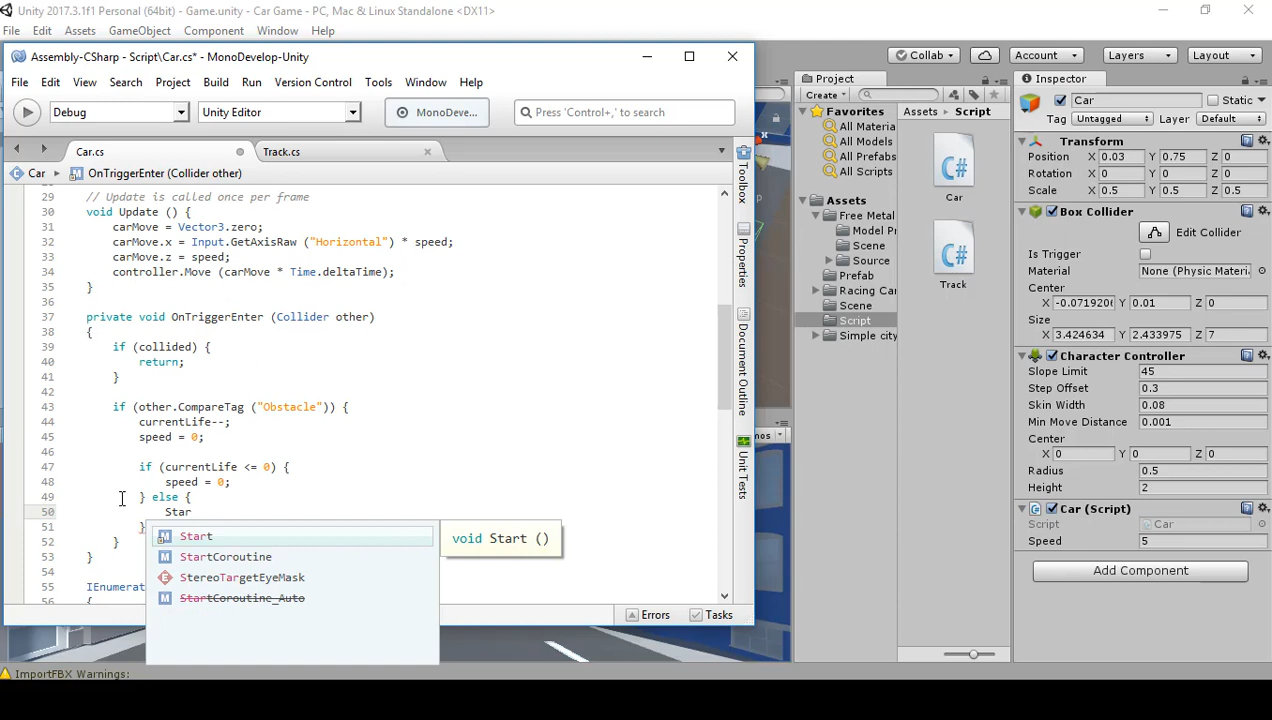 Unity 2017.3.1f1 Personal (64bit) - Game.unity - Car Game - PC, Mac & Linux Standalone <DX11>
File Edit Assets GameObject Component Window Help
Collab Account Layers Layout
Assembly-CSharp - Script\Car.cs* - MonoDevelop-Unity
File Edit View Search Project Build Run Version Control Tools Window Help
Debug Unity Editor MonoDeve... Press 'Control+,' to search
Car.cs Track.cs
Car OnTriggerEnter (Collider other)
29 // Update is called once per frame
30 void Update () {
31 carMove = Vector3.zero;
32 carMove.x = Input.GetAxisRaw ("Horizontal") * speed;
33 carMove.z = speed;
34 controller.Move (carMove * Time.deltaTime);
35 }
36
37 private void OnTriggerEnter (Collider other)
38 {
39 if (collided) {
40 return;
41 }
42
43 if (other.CompareTag ("Obstacle")) {
44 currentLife--;
45 speed = 0;
46
47 if (currentLife <= 0) {
48 speed = 0;
49 } else {
50 Star
51 }
52 }
53 }
54
55 IEnumerat
56 {
Start
StartCoroutine
StereoTargetEyeMask
StartCoroutine_Auto
void Start ()
Toolbox
Properties
Document Outline
Unit Tests
Errors Tasks
ImportFBX Warnings:
Project
Create
Favorites
All Materia
All Models
All Prefabs
All Scripts
Assets
Free Metal
Model Pr
Scene
Source
Prefab
Racing Car
Scene
Script
Simple city
Assets Script
C#
Car
C#
Track
Inspector
Car Static
Tag Untagged Layer Default
Transform
Position X 0.03 Y 0.75 Z 0
Rotation X 0 Y 0 Z 0
Scale X 0.5 Y 0.5 Z 0.5
Box Collider
Edit Collider
Is Trigger
Material None (Physic Materi
Center
X -0.0719206 Y 0.01 Z 0
Size
X 3.424634 Y 2.433975 Z 7
Character Controller
Slope Limit 45
Step Offset 0.3
Skin Width 0.08
Min Move Distance 0.001
Center
X 0 Y 0 Z 0
Radius 0.5
Height 2
Car (Script)
Script Car
Speed 5
Add Component